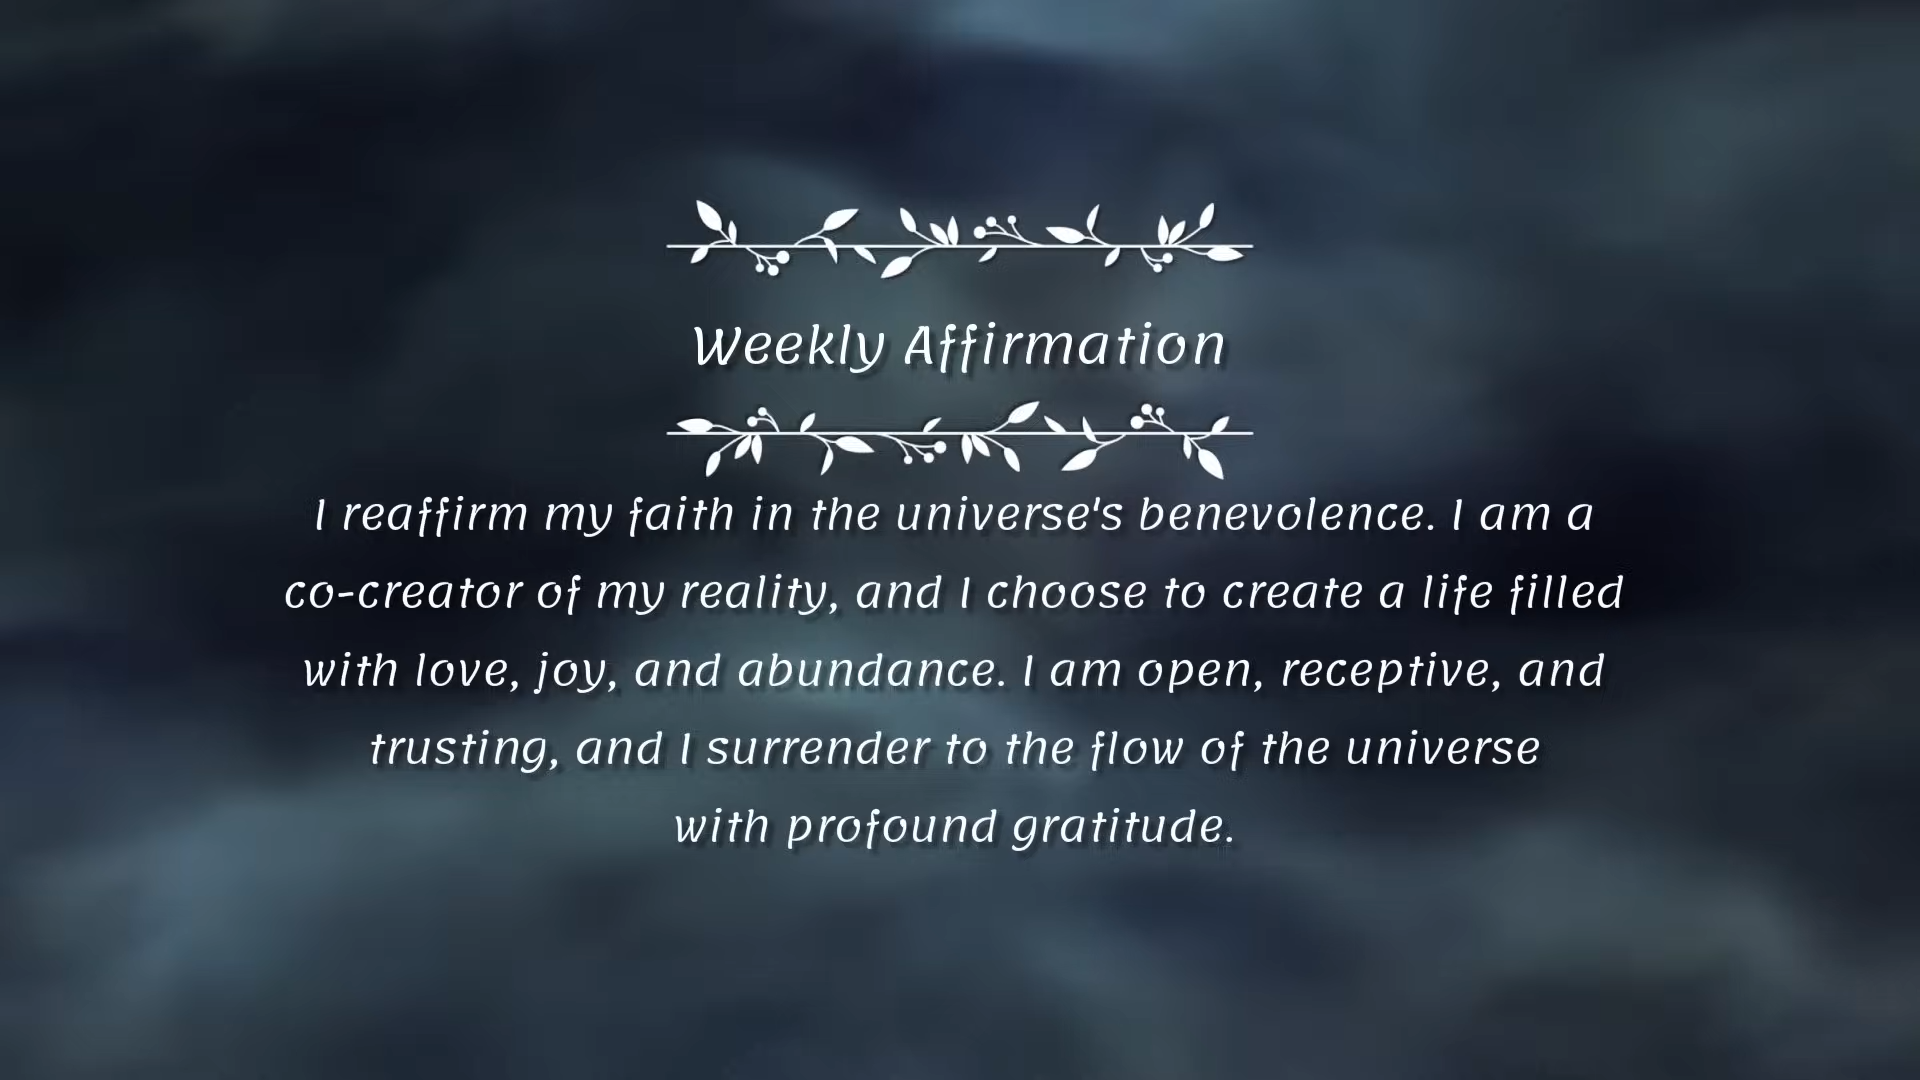 Weekly Affirmation
I reaffirm my faith in the universe's benevolence. I am a
co-creator of my reality, and I choose to create a life filled
with love, joy, and abundance. I am open, receptive, and
trusting, and I surrender to the flow of the universe
with profound gratitude.